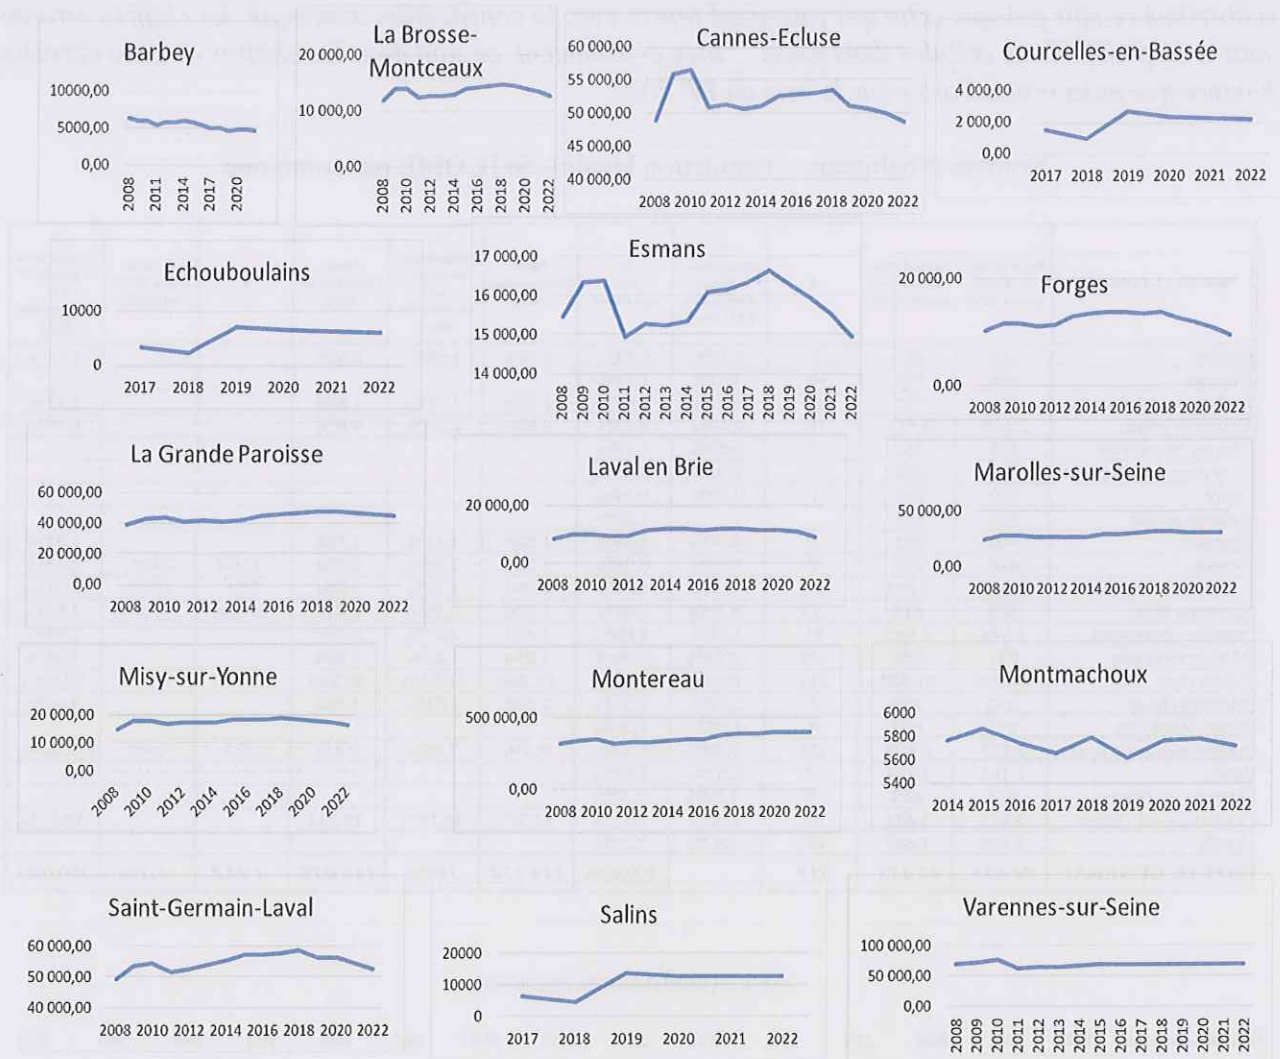 Barbey
10000,00
5000,00
0,00
2008 2011 2014 2017 2020
La Brosse-
Montceaux
20 000,00
10 000,00
0,00
2008 2010 2012 2014 2016 2018 2020 2022
Cannes-Ecluse
60 000,00
55 000,00
50 000,00
45 000,00
40 000,00
2008 2010 2012 2014 2016 2018 2020 2022
Courcelles-en-Bassée
4 000,00
2 000,00
0,00
2017 2018 2019 2020 2021 2022
Echouboulains
10000
0
2017 2018 2019 2020 2021 2022
Esmans
17 000,00
16 000,00
15 000,00
14 000,00
2008 2009 2010 2011 2012 2013 2014 2015 2016 2017 2018 2019 2020 2021 2022
Forges
20 000,00
0,00
2008 2010 2012 2014 2016 2018 2020 2022
La Grande Paroisse
60 000,00
40 000,00
20 000,00
0,00
2008 2010 2012 2014 2016 2018 2020 2022
Laval en Brie
20 000,00
0,00
2008 2010 2012 2014 2016 2018 2020 2022
Marolles-sur-Seine
50 000,00
0,00
2008 2010 2012 2014 2016 2018 2020 2022
Misy-sur-Yonne
20 000,00
10 000,00
0,00
2008 2010 2012 2014 2016 2018 2020 2022
Montereau
500 000,00
0,00
2008 2010 2012 2014 2016 2018 2020 2022
Montmachoux
6000
5800
5600
5400
2014 2015 2016 2017 2018 2019 2020 2021 2022
Saint-Germain-Laval
60 000,00
50 000,00
40 000,00
2008 2010 2012 2014 2016 2018 2020 2022
Salins
20000
10000
0
2017 2018 2019 2020 2021 2022
Varennes-sur-Seine
100 000,00
50 000,00
0,00
2008 2009 2010 2011 2012 2013 2014 2015 2016 2017 2018 2019 2020 2021 2022